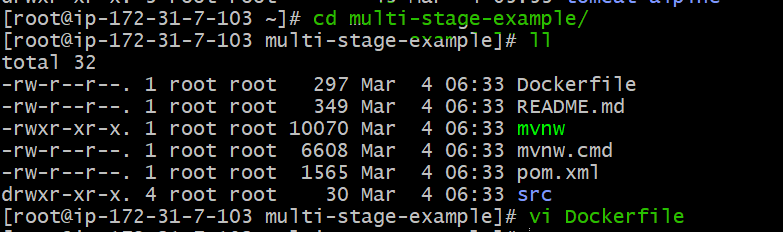 [root@ip-172-31-7-103 ~]# cd multi-stage-example/
[root@ip-172-31-7-103 multi-stage-example]# ll
total 32
-rw-r--r--. 1 root root   297 Mar  4 06:33 Dockerfile
-rw-r--r--. 1 root root   349 Mar  4 06:33 README.md
-rwxr-xr-x. 1 root root 10070 Mar  4 06:33 mvnw
-rw-r--r--. 1 root root  6608 Mar  4 06:33 mvnw.cmd
-rw-r--r--. 1 root root  1565 Mar  4 06:33 pom.xml
drwxr-xr-x. 4 root root    30 Mar  4 06:33 src
[root@ip-172-31-7-103 multi-stage-example]# vi Dockerfile